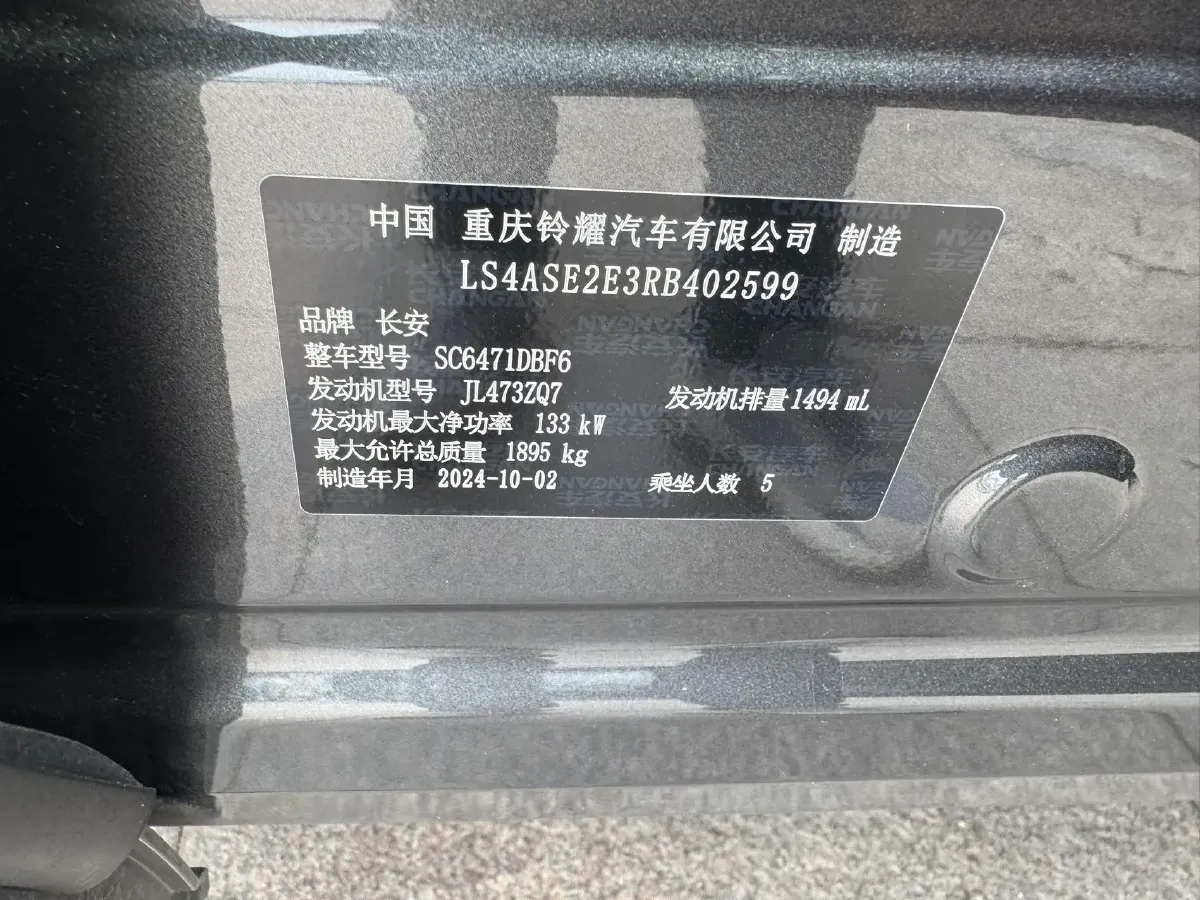 中国 重庆铃耀汽车有限公司 制造
LS4ASE2E3RB402599
品牌 长安
整车型号 SC6471DBF6
发动机型号 JL473ZQ7 发动机排量 1494 mL
发动机最大净功率 133 kW
最大允许总质量 1895 kg
制造年月 2024-10-02 乘坐人数 5